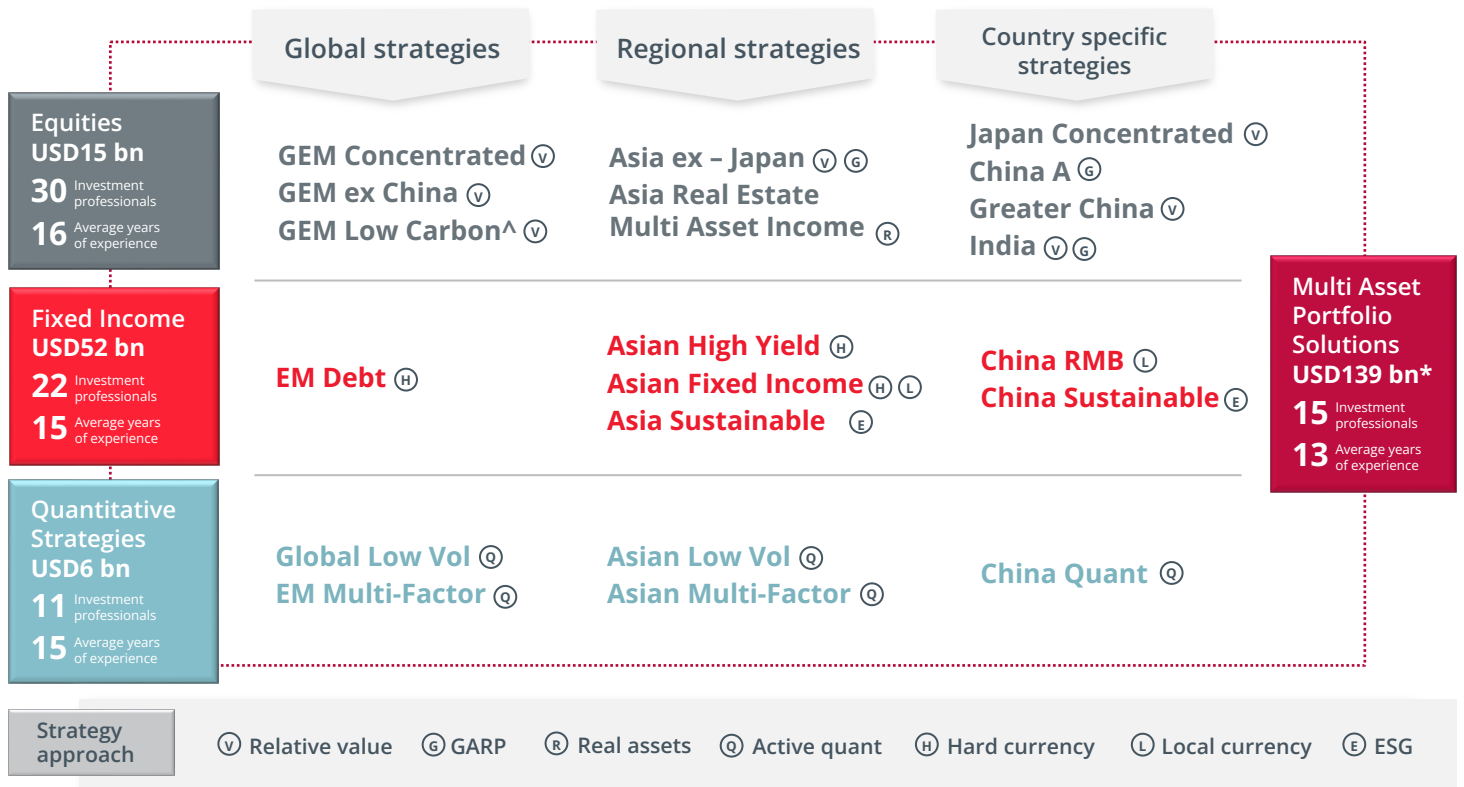 Global strategies
Regional strategies
Country specific
strategies
Equities
USD15 bn
30 Investment
professionals
16 Average years
of experience
GEM Concentrated V
GEM ex China V
GEM Low Carbon^ V
Asia ex – Japan V G
Asia Real Estate
Multi Asset Income R
Japan Concentrated V
China A G
Greater China V
India V G
Fixed Income
USD52 bn
22 Investment
professionals
15 Average years
of experience
EM Debt H
Asian High Yield H
Asian Fixed Income H L
Asia Sustainable E
China RMB L
China Sustainable E
Multi Asset
Portfolio
Solutions
USD139 bn*
15 Investment
professionals
13 Average years
of experience
Quantitative
Strategies
USD6 bn
11 Investment
professionals
15 Average years
of experience
Global Low Vol Q
EM Multi-Factor Q
Asian Low Vol Q
Asian Multi-Factor Q
China Quant Q
Strategy
approach
V Relative value G GARP R Real assets Q Active quant H Hard currency L Local currency E ESG